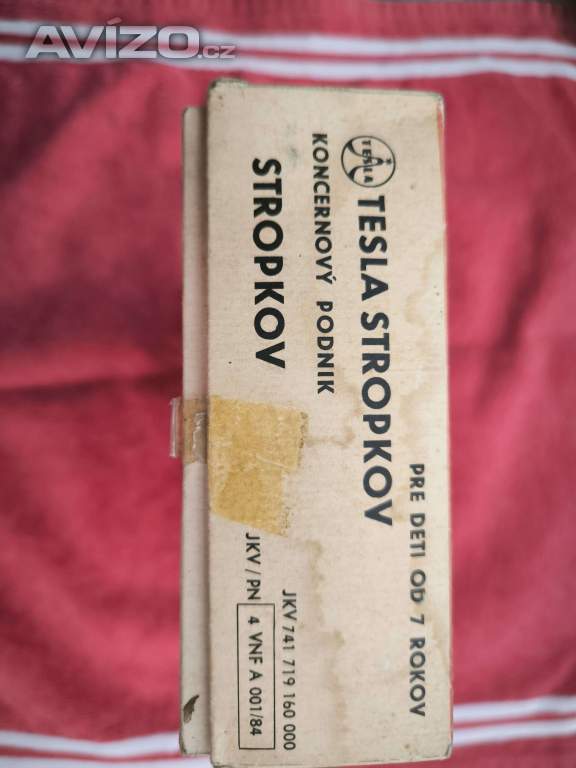 AVÍZO.cz
TESLA
TESLA STROPKOV
KONCERNOVÝ PODNIK
STROPKOV
PRE DETI OD 7 ROKOV
JKV 741 719 160 000
JKV/PN 4 VNF A 001/84